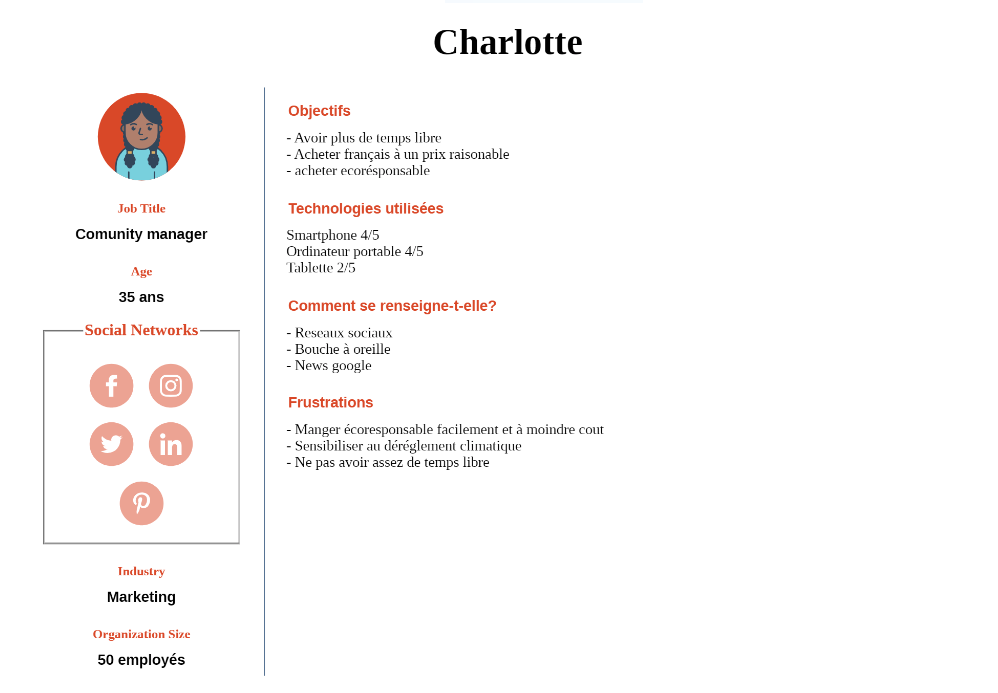 Charlotte
Job Title
Comunity manager
Age
35 ans
Social Networks
Industry
Marketing
Organization Size
50 employés
Objectifs
- Avoir plus de temps libre
- Acheter français à un prix raisonable
- acheter ecorésponsable
Technologies utilisées
Smartphone 4/5
Ordinateur portable 4/5
Tablette 2/5
Comment se renseigne-t-elle?
- Reseaux sociaux
- Bouche à oreille
- News google
Frustrations
- Manger écoresponsable facilement et à moindre cout
- Sensibiliser au déréglement climatique
- Ne pas avoir assez de temps libre